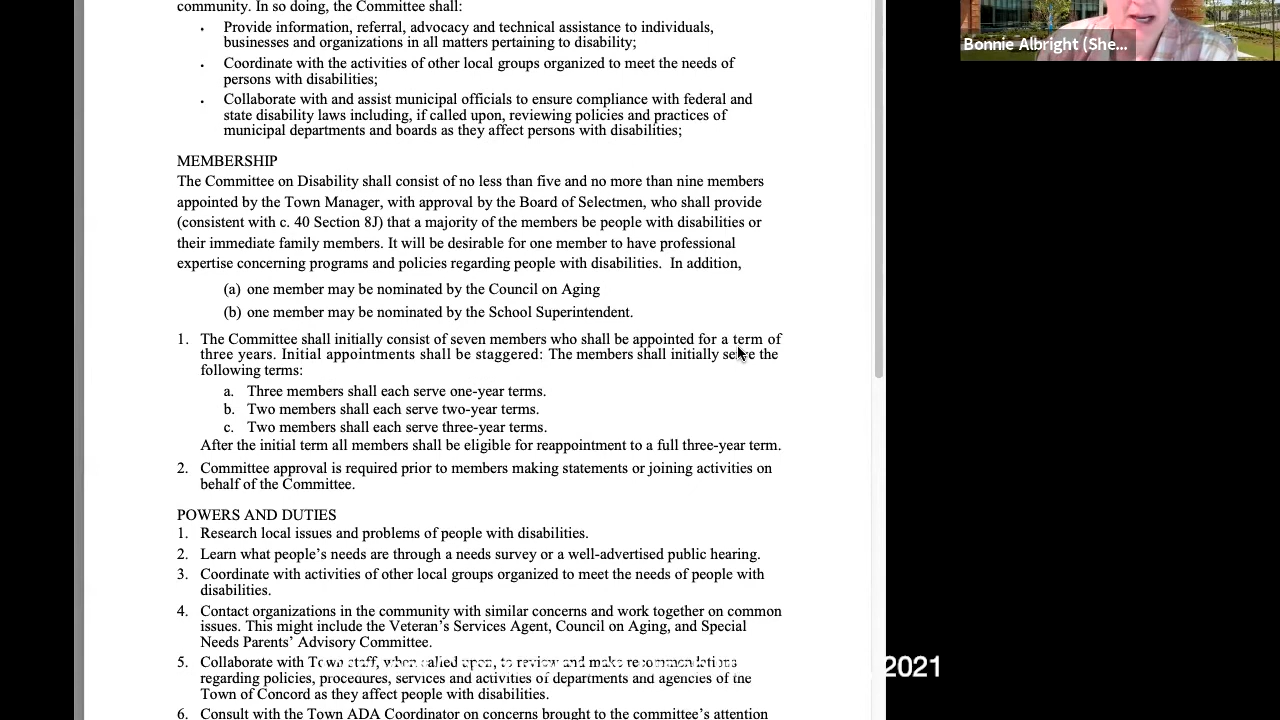 community. In so doing, the Committee shall:
Bonnie Albright (She...
• Provide information, referral, advocacy and technical assistance to individuals,
businesses and organizations in all matters pertaining to disability;
• Coordinate with the activities of other local groups organized to meet the needs of
persons with disabilities;
• Collaborate with and assist municipal officials to ensure compliance with federal and
state disability laws including, if called upon, reviewing policies and practices of
municipal departments and boards as they affect persons with disabilities;
MEMBERSHIP
The Committee on Disability shall consist of no less than five and no more than nine members
appointed by the Town Manager, with approval by the Board of Selectmen, who shall provide
(consistent with c. 40 Section 8J) that a majority of the members be people with disabilities or
their immediate family members. It will be desirable for one member to have professional
expertise concerning programs and policies regarding people with disabilities. In addition,
(a) one member may be nominated by the Council on Aging
(b) one member may be nominated by the School Superintendent.
1. The Committee shall initially consist of seven members who shall be appointed for a term of
three years. Initial appointments shall be staggered: The members shall initially serve the
following terms:
a. Three members shall each serve one-year terms.
b. Two members shall each serve two-year terms.
c. Two members shall each serve three-year terms.
After the initial term all members shall be eligible for reappointment to a full three-year term.
2. Committee approval is required prior to members making statements or joining activities on
behalf of the Committee.
POWERS AND DUTIES
1. Research local issues and problems of people with disabilities.
2. Learn what people's needs are through a needs survey or a well-advertised public hearing.
3. Coordinate with activities of other local groups organized to meet the needs of people with
disabilities.
4. Contact organizations in the community with similar concerns and work together on common
issues. This might include the Veteran's Services Agent, Council on Aging, and Special
Needs Parents' Advisory Committee.
5. Collaborate with Town staff, when called upon, to review and make recommendations
2021
regarding policies, procedures, services and activities of departments and agencies of the
Town of Concord as they affect people with disabilities.
6. Consult with the Town ADA Coordinator on concerns brought to the committee's attention